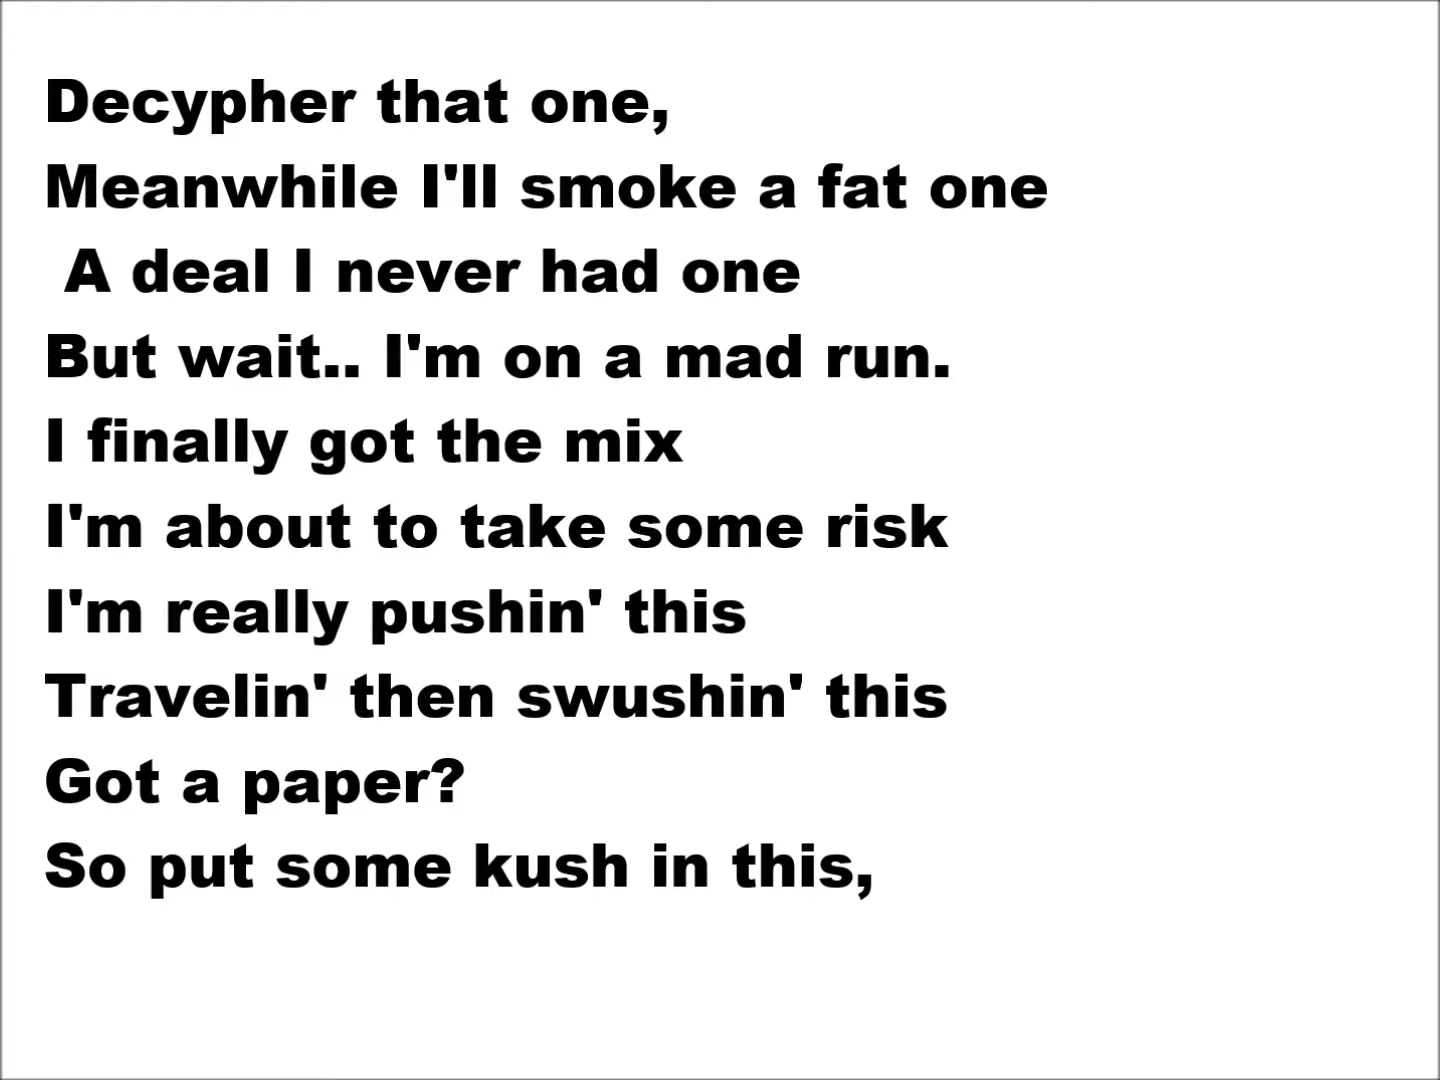 Decypher that one,
Meanwhile I'll smoke a fat one
A deal I never had one
But wait.. I'm on a mad run.
I finally got the mix
I'm about to take some risk
I'm really pushin' this
Travelin' then swushin' this
Got a paper?
So put some kush in this,